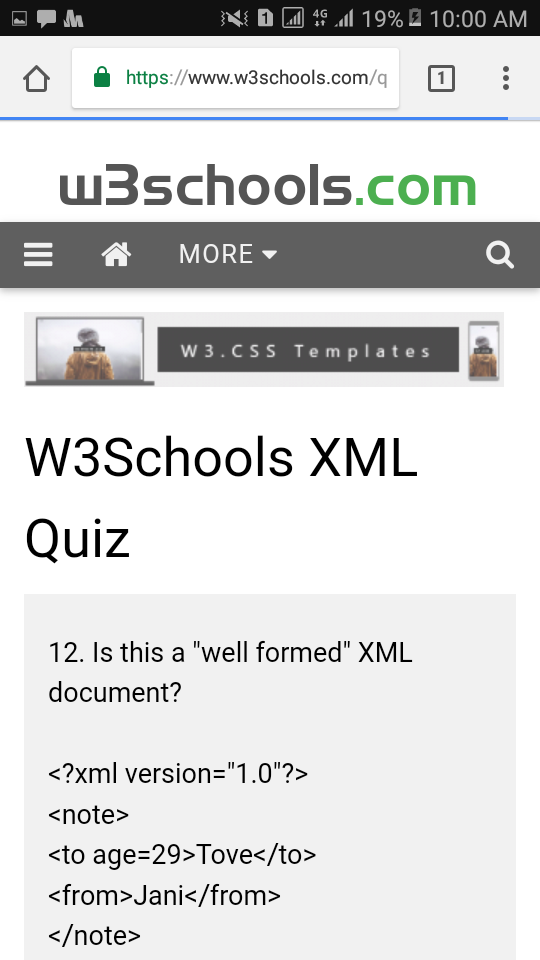 1 4G 19% 10:00 AM
https://www.w3schools.com/q 1
w3schools.com
MORE
W3.CSS Templates
W3Schools XML
Quiz
12. Is this a "well formed" XML
document?
<?xml version="1.0"?>
<note>
<to age=29>Tove</to>
<from>Jani</from>
</note>